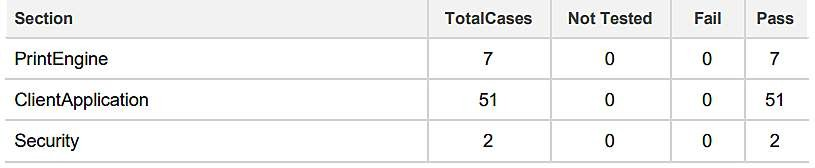 Section TotalCases Not Tested Fail Pass
PrintEngine 7 0 0 7
ClientApplication 51 0 0 51
Security 2 0 0 2